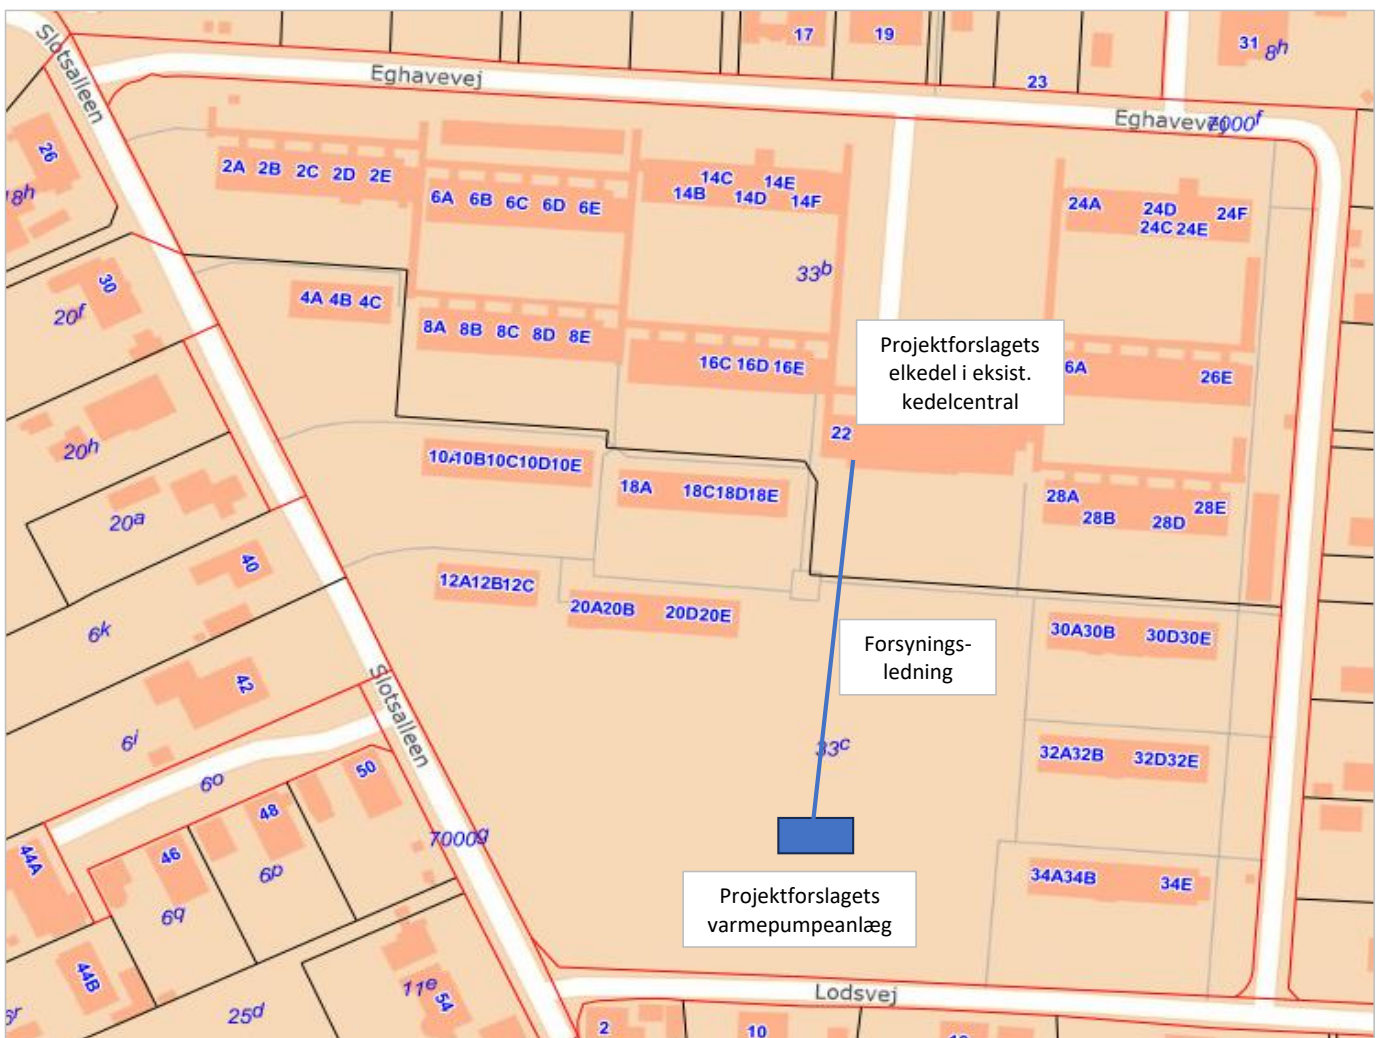 Slotsalleen
Eghavevej
17
19
23
31
8h
Eghavevej
7000f
26
18h
2A 2B 2C 2D 2E
6A 6B 6C 6D 6E
14C 14E
14B 14D 14F
24A 24D 24F
24C 24E
33b
30
20f
4A 4B 4C
8A 8B 8C 8D 8E
16C 16D 16E
Projektforslagets
elkedel i eksist.
kedelcentral
6A
26E
22
20h
10A 10B 10C 10D 10E
18A 18C 18D 18E
28A 28E
28B 28D
20a
40
12A 12B 12C
20A 20B 20D 20E
30A 30B 30D 30E
6k
Forsynings-
ledning
42
Slotsalleen
6i
33c
32A 32B 32D 32E
6o
50
48
7000g
46
44A
6p
34A 34B 34E
6q
Projektforslagets
varmepumpeanlæg
44B
11e
54
25d
6r
Lodsvej
2
10